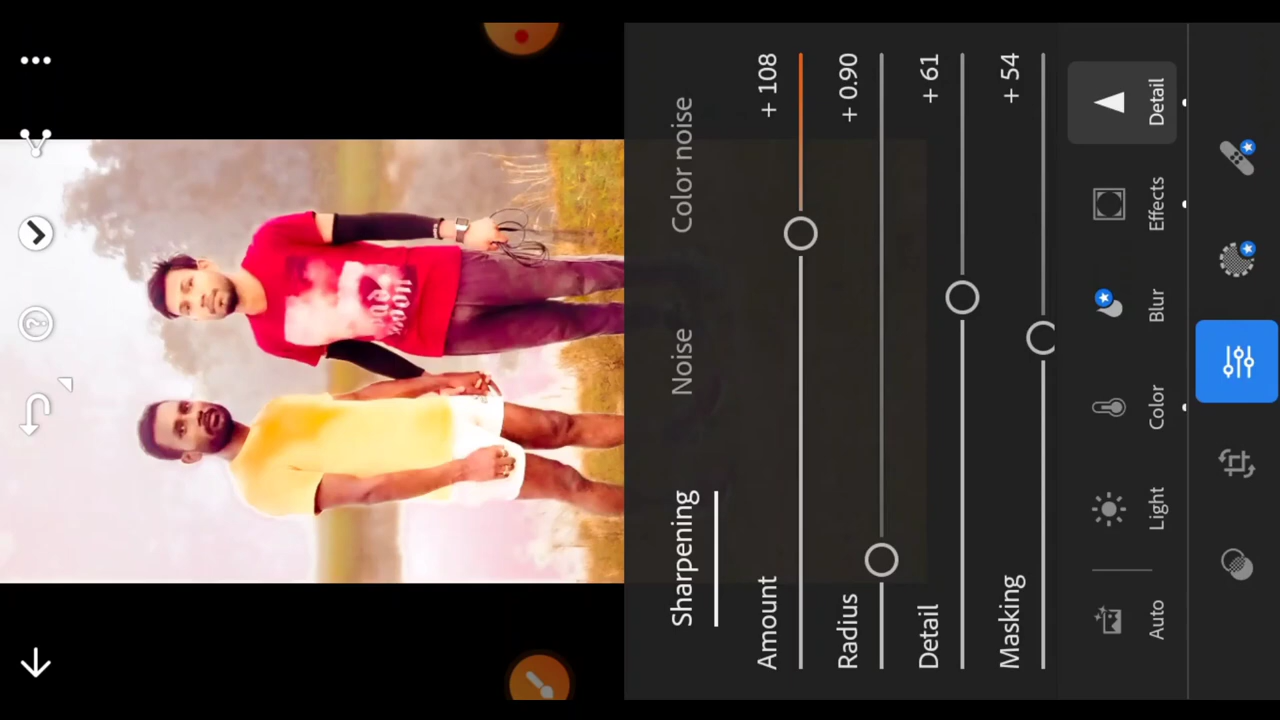 Color noise
Noise
Sharpening
Amount
+ 108
Radius
+ 0.90
Detail
+ 61
Masking
+ 54
Auto
Light
Color
Blur
Effects
Detail